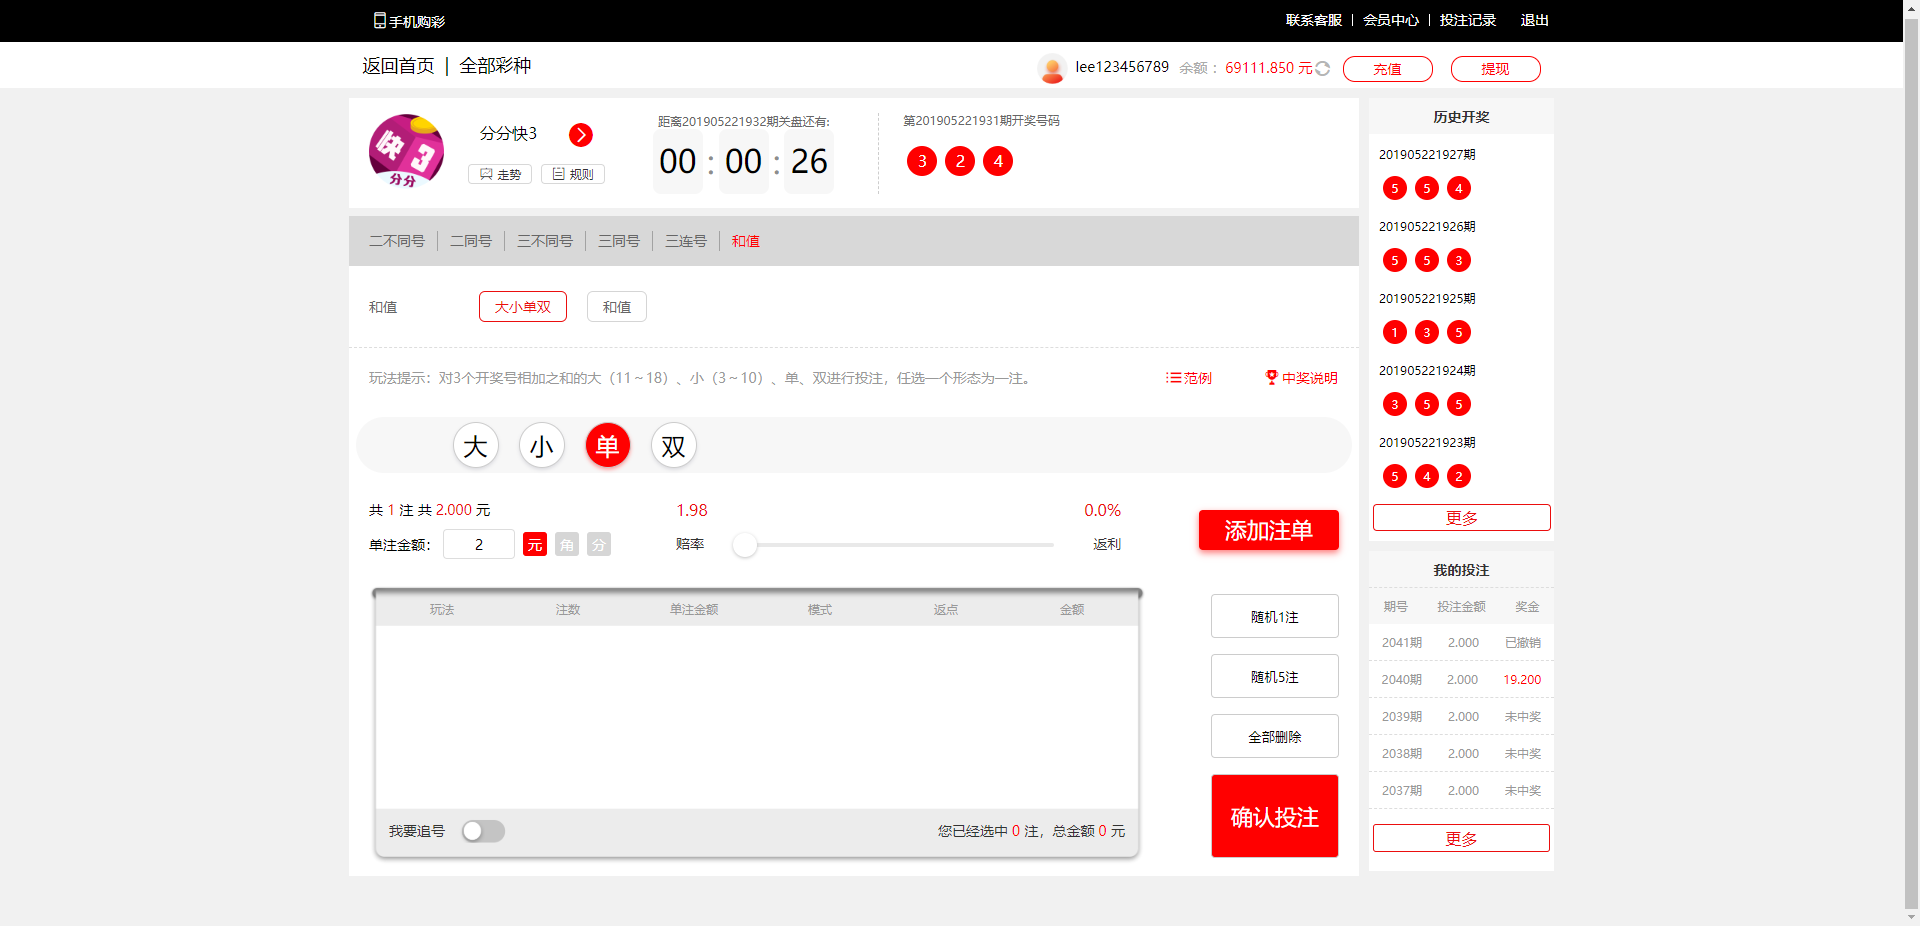 手机购彩
联系客服 | 会员中心 | 投注记录 退出
返回首页 | 全部彩种
lee123456789 余额： 69111.850 元 充值 提现
快3
分分
分分快3
走势 规则
距离201905221932期关盘还有:
00 : 00 : 26
第201905221931期开奖号码
3 2 4
二不同号 二同号 三不同号 三同号 三连号 和值
和值 大小单双 和值
玩法提示：对3个开奖号相加之和的大（11～18）、小（3～10）、单、双进行投注，任选一个形态为一注。
范例 中奖说明
大 小 单 双
共 1 注 共 2.000 元
单注金额： 2 元 角 分
1.98 0.0%
赔率 返利
添加注单
玩法 注数 单注金额 模式 返点 金额
我要追号
您已经选中 0 注，总金额 0 元
随机1注
随机5注
全部删除
确认投注
历史开奖
201905221927期
5 5 4
201905221926期
5 5 3
201905221925期
1 3 5
201905221924期
3 5 5
201905221923期
5 4 2
更多
我的投注
期号 投注金额 奖金
2041期 2.000 已撤销
2040期 2.000 19.200
2039期 2.000 未中奖
2038期 2.000 未中奖
2037期 2.000 未中奖
更多